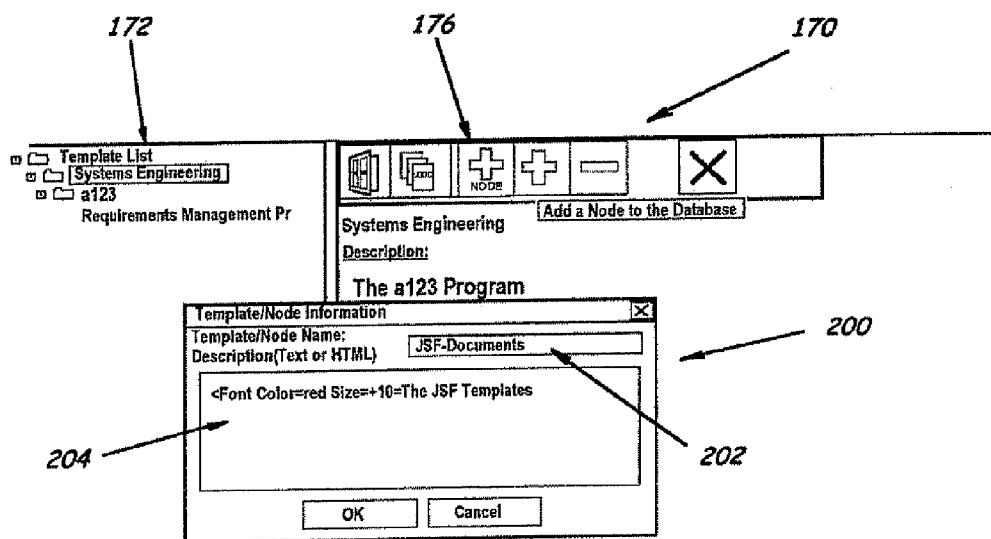 172
176
170
Template List
Systems Engineering
a123
Requirements Management Pr
LOGIC
NODE
Add a Node to the Database
Systems Engineering
Description:
The a123 Program
Template/Node Information
Template/Node Name:
JSF-Documents
Description(Text or HTML)
<Font Color=red Size=+10=The JSF Templates
200
202
204
OK
Cancel